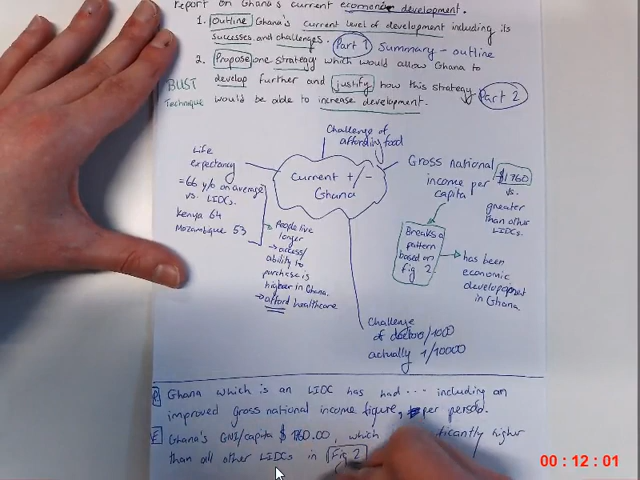 Report on Ghana's current economic development.
1. Outline Ghana's current level of development including its
successes and challenges. Part 1 Summary - outline
2. Propose one strategy which would allow Ghana to
develop further and justify how this strategy Part 2
would be able to increase development.
BUST
Technique
Challenge of
affording food
Current +/-
Ghana
Life
expectancy
= 66 y/o on average
vs. LIDCs.
Kenya 64
Mozambique 53
People live
longer
→ access/
ability to
purchase is
higher in Ghana.
→ afford healthcare
Gross national
income per
capita
$1760
vs.
greater
than other
LIDCs.
Breaks a
pattern
based on
fig 2.
has been
economic
development
in Ghana
Challenge
of doctors/1000
actually 1/10000
P Ghana which is an LIDC has had ... including an
improved gross national income figure, per person.
E Ghana's GNI/capita $1760.00, which
higher
than all other LIDCs in Fig 2
00:12:01